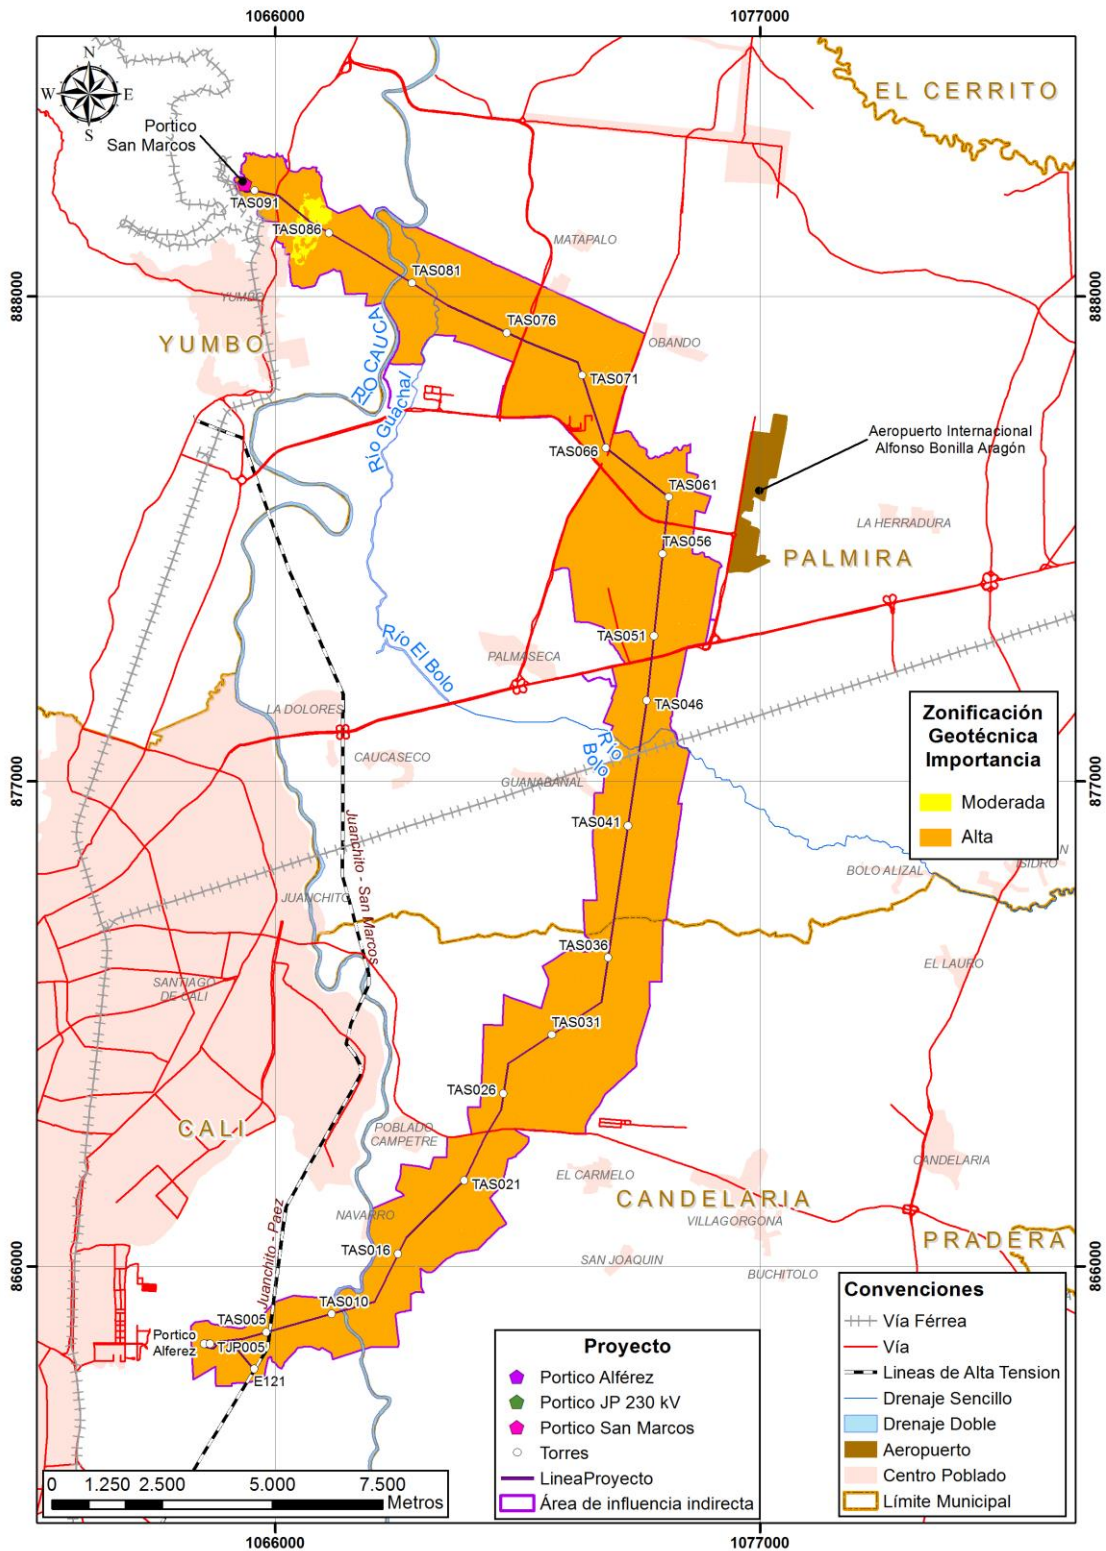 1066000
1077000
N
W
E
S
EL CERRITO
Portico
San Marcos
TAS091
TAS086
MATAPALO
TAS081
888000
888000
YUMBO
TAS076
YUMBO
RÍO CAUCA
OBANDO
TAS071
Río Guachal
Aeropuerto Internacional
Alfonso Bonilla Aragón
TAS066
TAS061
LA HERRADURA
TAS056
PALMIRA
TAS051
Río El Bolo
PALMASECA
TAS046
LA DOLORES
Río
Bolo
CAUCASECO
GUANABANAL
877000
877000
Zonificación
Geotécnica
Importancia
Moderada
Alta
TAS041
Juanchito - San Marcos
BOLO ALIZAL
ISIDRO
JUANCHITO
TAS036
EL LAURO
SANTIAGO
DE CALI
TAS031
TAS026
CALI
POBLADO
CAMPETRE
CANDELARIA
EL CARMELO
TAS021
CANDELARIA
VILLAGORGONA
NAVARRO
PRADERA
TAS016
SAN JOAQUIN
BUCHITOLO
866000
866000
Juanchito - Paez
TAS010
TAS005
Portico
Alferez
TJP005
E121
Proyecto
Portico Alférez
Portico JP 230 kV
Portico San Marcos
Torres
LineaProyecto
Área de influencia indirecta
Convenciones
Vía Férrea
Vía
Lineas de Alta Tension
Drenaje Sencillo
Drenaje Doble
Aeropuerto
Centro Poblado
Límite Municipal
0 1.250 2.500 5.000 7.500
Metros
1066000
1077000